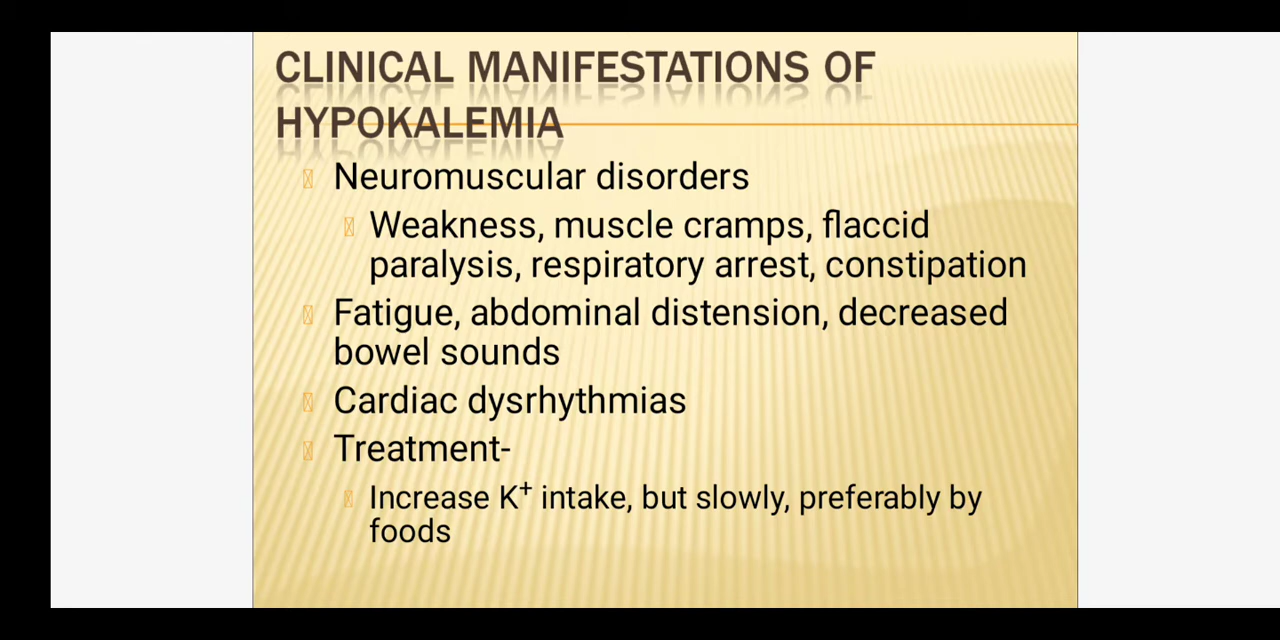 CLINICAL MANIFESTATIONS OF
HYPOKALEMIA
Neuromuscular disorders
Weakness, muscle cramps, flaccid
paralysis, respiratory arrest, constipation
Fatigue, abdominal distension, decreased
bowel sounds
Cardiac dysrhythmias
Treatment-
Increase K⁺ intake, but slowly, preferably by
foods